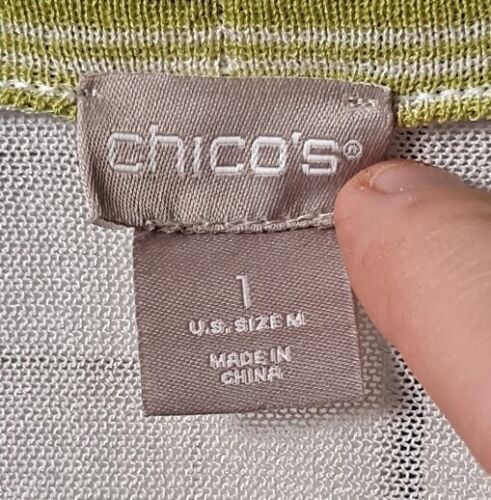 chico's®
1
U.S. SIZE M
MADE IN
CHINA